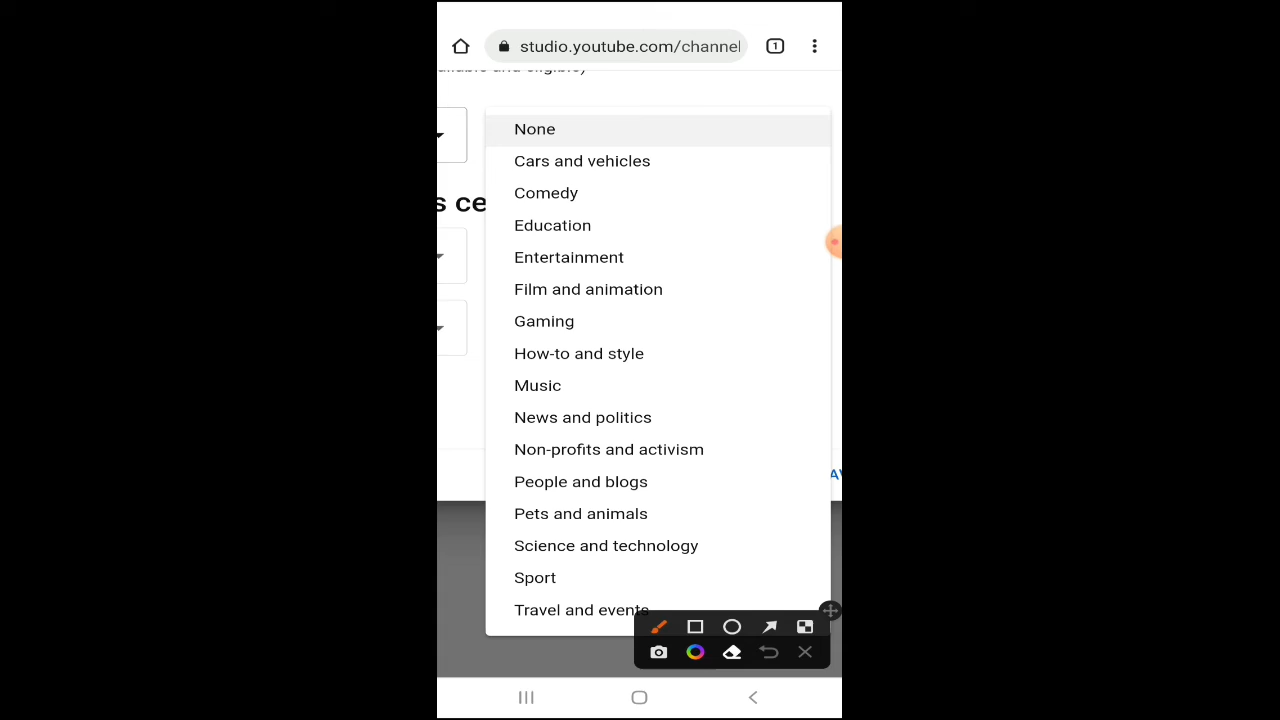 studio.youtube.com/channel
1
None
Cars and vehicles
s ce
Comedy
Education
Entertainment
Film and animation
Gaming
How-to and style
Music
News and politics
Non-profits and activism
People and blogs
Pets and animals
Science and technology
Sport
Travel and events